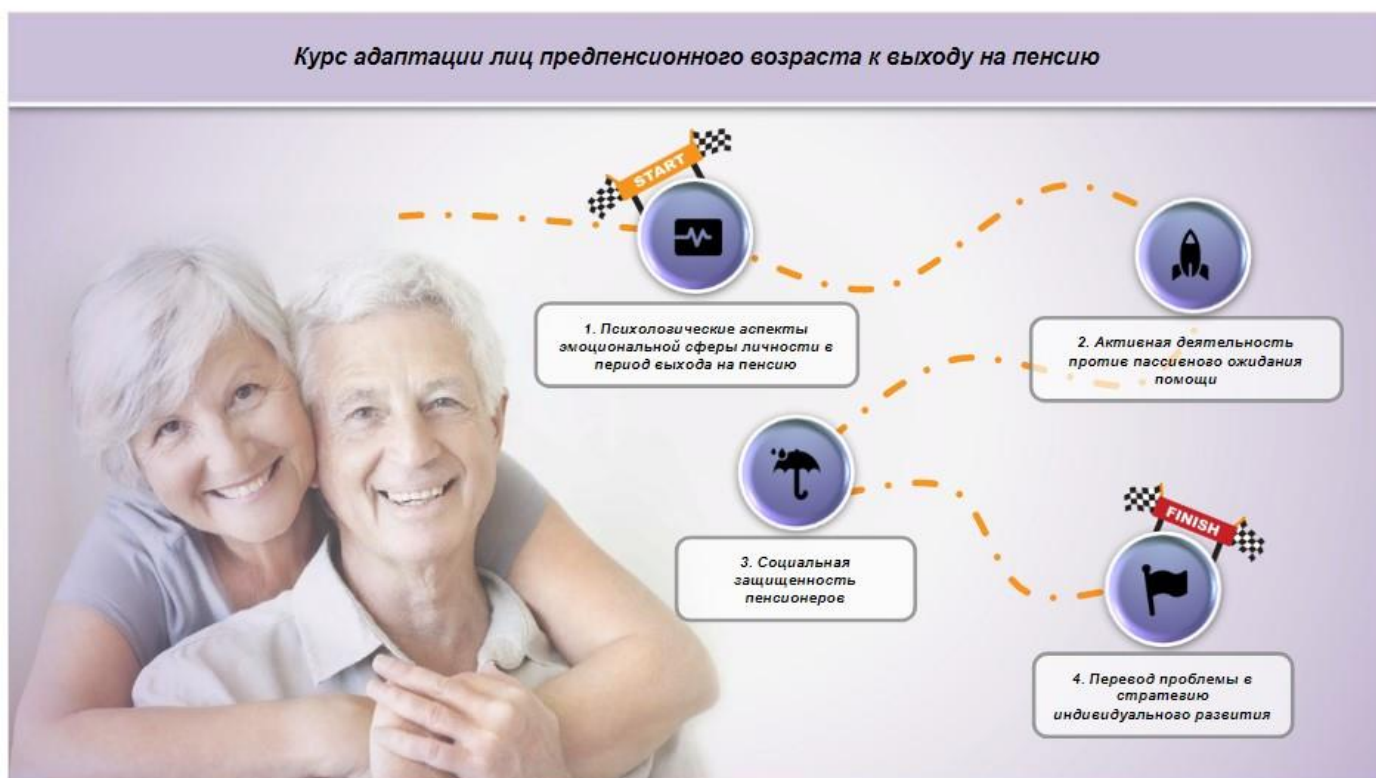 Курс адаптации лиц предпенсионного возраста к выходу на пенсию
START
1. Психологические аспекты
эмоциональной сферы личности в
период выхода на пенсию
2. Активная деятельность
против пассивного ожидания
помощи
3. Социальная
защищенность
пенсионеров
FINISH
4. Перевод проблемы в
стратегию
индивидуального развития